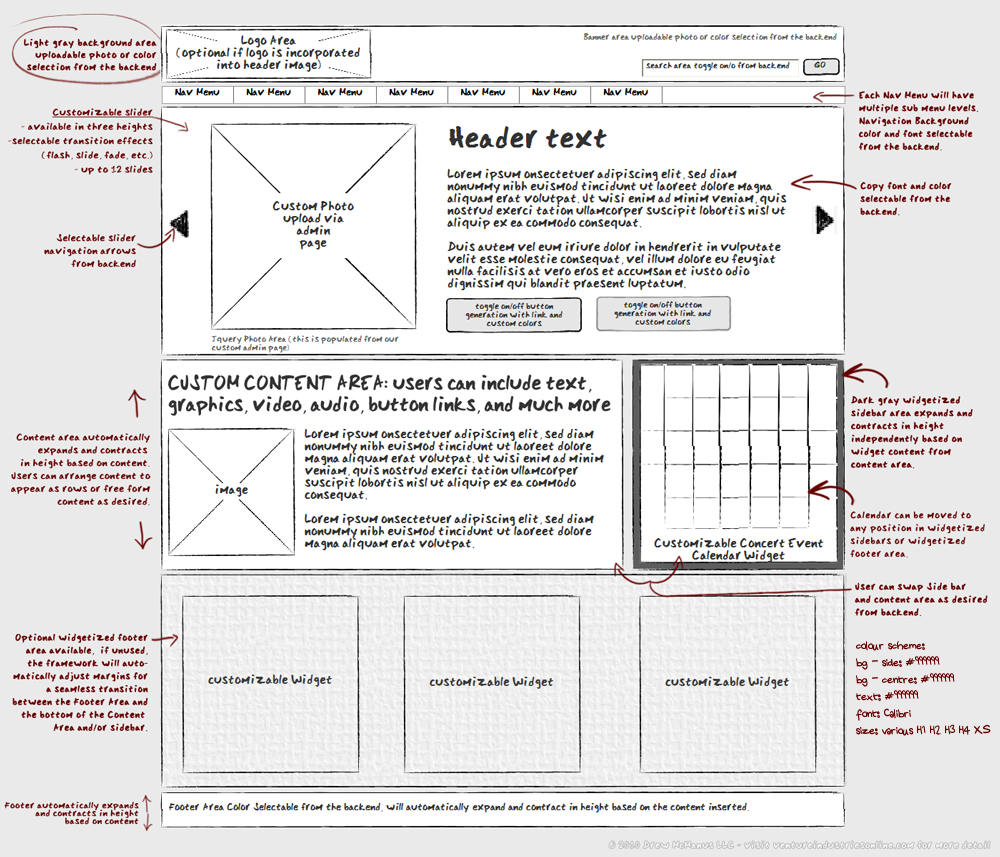 Light gray background area
uploadable photo or color
selection from the backend
Logo Area
(optional if logo is incorporated
into header image)
Banner area uploadable photo or color selection from the backend
search area toggle on/o from backend
GO
Nav Menu
Nav Menu
Nav Menu
Nav Menu
Nav Menu
Nav Menu
Each Nav Menu will have
multiple sub menu levels.
Navigation Background
color and font selectable
from the backend.
Customizable slider
- available in three heights
-selectable transition effects
(flash, slide, fade, etc.)
- up to 12 slides
Selectable slider
navigation arrows
from backend
Custom Photo
upload via
admin
page
Jquery Photo Area (this is populated from our
custom admin page)
Header text
Lorem ipsum onsectetuer adipiscing elit, sed diam
nonummy nibh euismod tincidunt ut laoreet dolore magna
aliquam erat volutpat. Ut wisi enim ad minim veniam, quis
nostrud exerci tation ullamcorper suscipit lobortis nisl ut
aliquip ex ea commodo consequat.
Duis autem vel eum iriure dolor in hendrerit in vulputate
velit esse molestie consequat, vel illum dolore eu feugiat
nulla facilisis at vero eros et accumsan et iusto odio
dignissim qui blandit praesent luptatum.
toggle on/off button
generation with link and
custom colors
toggle on/off button
generation with link and
custom colors
Copy font and color
selectable from the
backend.
CUSTOM CONTENT AREA: users can include text,
graphics, video, audio, button links, and much more
image
Lorem ipsum onsectetuer adipiscing elit, sed diam
nonummy nibh euismod tincidunt ut laoreet dolore
magna aliquam erat volutpat. Ut wisi enim ad minim
veniam, quis nostrud exerci tation ullamcorper
suscipit lobortis nisl ut aliquip ex ea commodo
consequat.
Lorem ipsum onsectetuer adipiscing elit, sed diam
nonummy nibh euismod tincidunt ut laoreet dolore
magna aliquam erat volutpat.
Content area automatically
expands and contracts
in height based on content.
Users can arrange content to
appear as rows or free form
content as desired.
Customizable Concert Event
Calendar Widget
Dark gray widgetized
sidebar area expands and
contracts in height
independently based on
widget content from
content area.
Calendar can be moved to
any position in widgetized
sidebars or widgetized
footer area.
User can swap side bar
and content area as desired
from backend.
Optional widgetized footer
area available, if unused,
the framework will auto-
matically adjust margins for
a seamless transition
between the Footer Area and
the bottom of the Content
Area and/or Sidebar.
customizable widget
customizable widget
customizable widget
colour scheme:
bg - side: #999999
bg - centre: #999999
text: #999999
font: Calibri
size: various H1 H2 H3 H4 XS
Footer automatically expands
and contracts in height
based on content
Footer Area Color Selectable from the backend, will automatically expand and contract in height based on the content inserted.
© 2010 Drew McManus LLC - visit ventureindustriesonline.com for more detail